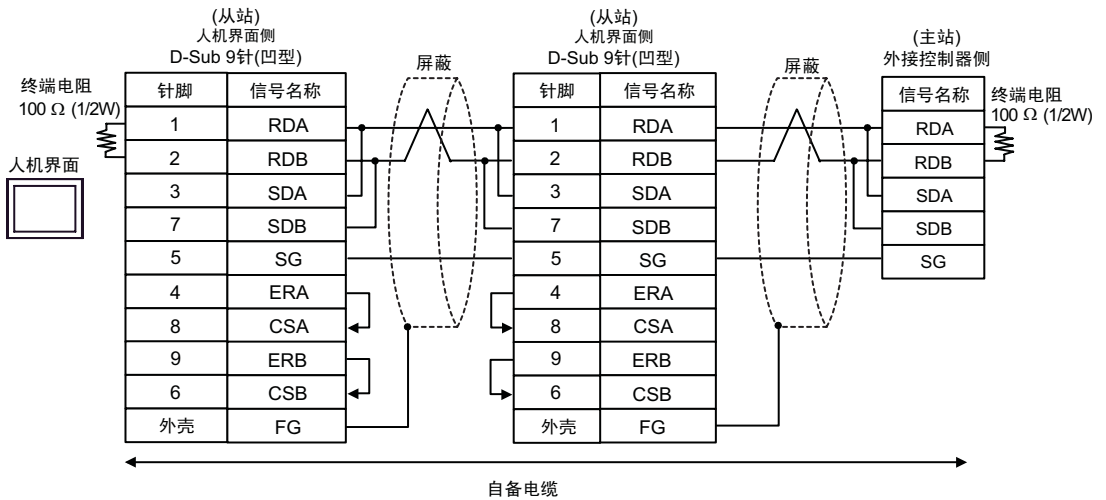 (从站)
人机界面侧
D-Sub 9针(凹型)
(从站)
人机界面侧
D-Sub 9针(凹型)
(主站)
外接控制器侧
屏蔽
屏蔽
终端电阻
100 Ω (1/2W)
人机界面
针脚 信号名称
1 RDA
2 RDB
3 SDA
7 SDB
5 SG
4 ERA
8 CSA
9 ERB
6 CSB
外壳 FG
针脚 信号名称
1 RDA
2 RDB
3 SDA
7 SDB
5 SG
4 ERA
8 CSA
9 ERB
6 CSB
外壳 FG
信号名称
RDA
RDB
SDA
SDB
SG
终端电阻
100 Ω (1/2W)
自备电缆